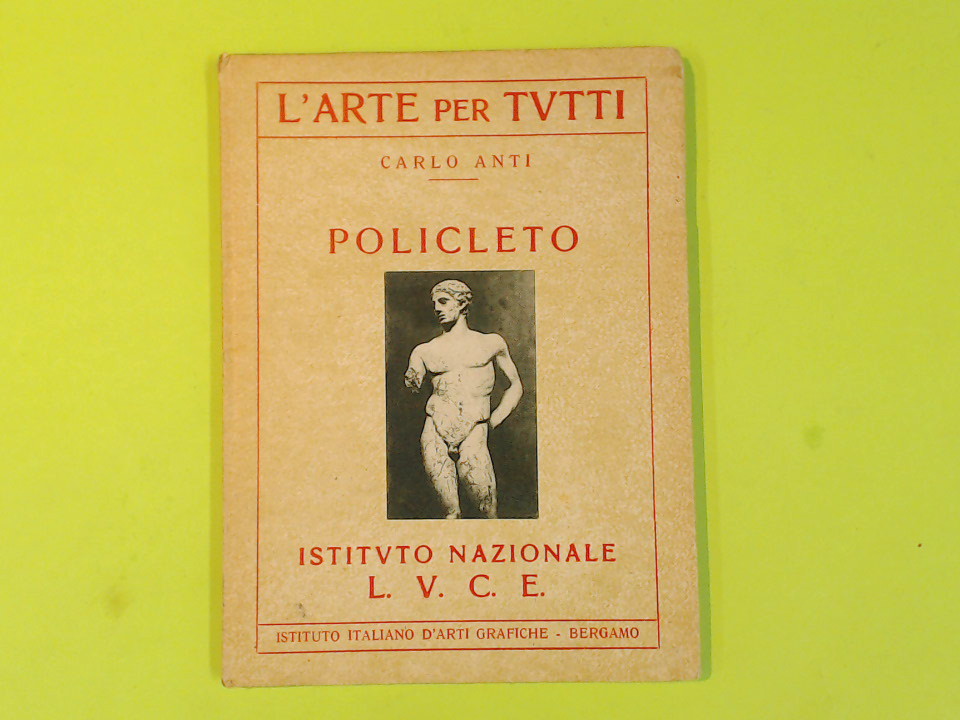 L'ARTE PER TVTTI
CARLO ANTI
POLICLETO
ISTITVTO NAZIONALE
L. V. C. E.
ISTITUTO ITALIANO D'ARTI GRAFICHE - BERGAMO